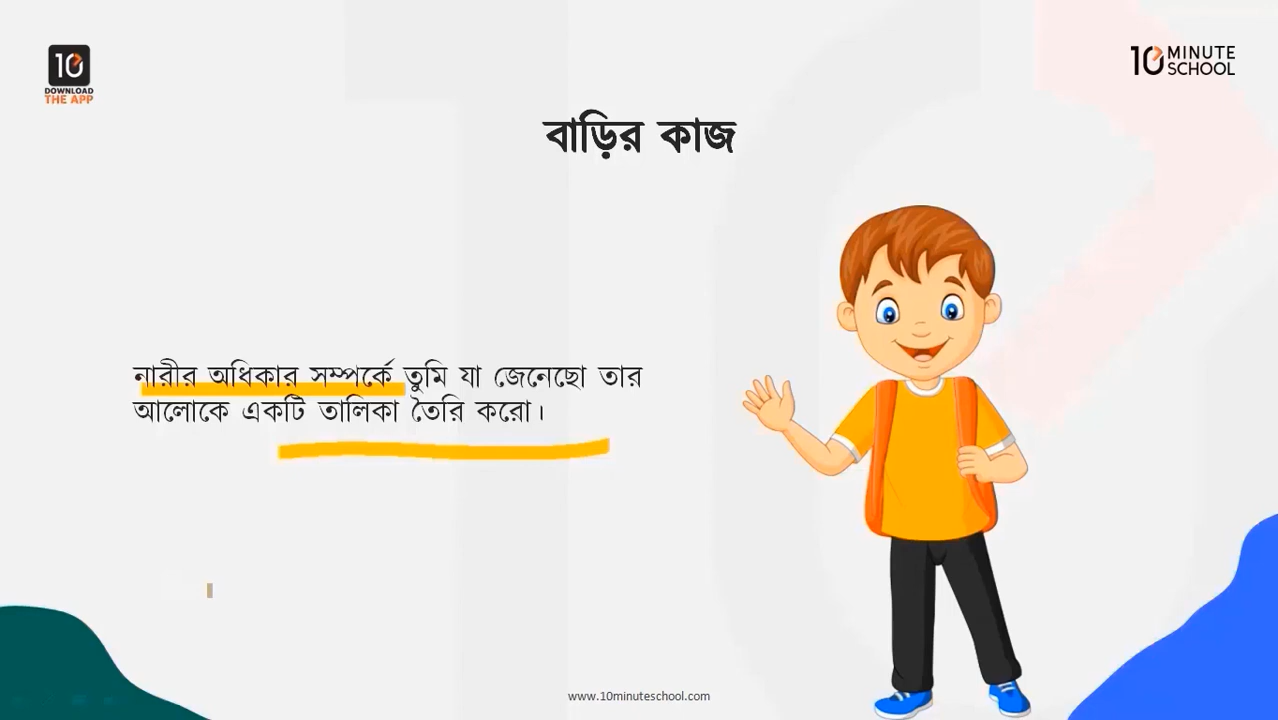 10
DOWNLOAD
THE APP
10 MINUTE
SCHOOL
বাড়ির কাজ
নারীর অধিকার সম্পর্কে তুমি যা জেনেছো তার
আলোকে একটি তালিকা তৈরি করো।
www.10minuteschool.com